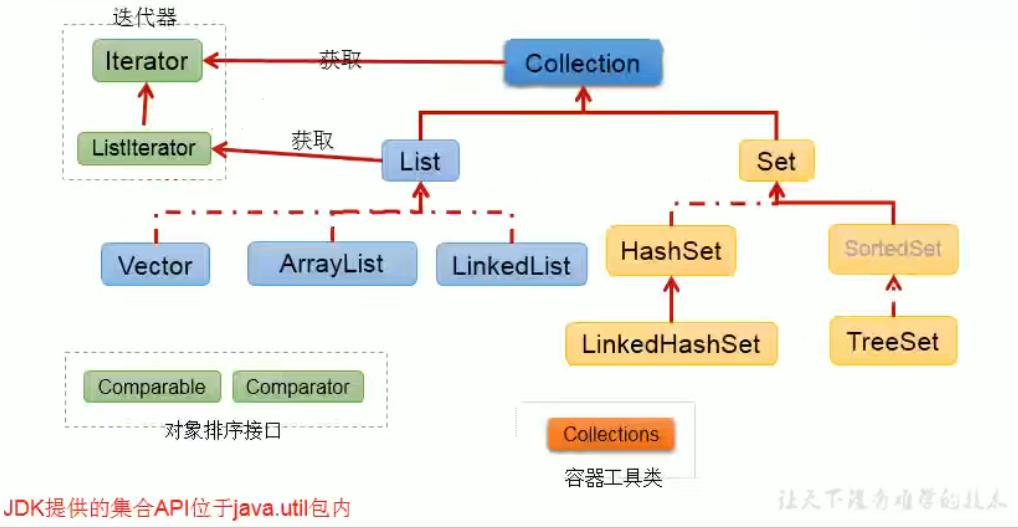 迭代器
Iterator
获取
Collection
ListIterator
获取
List
Set
Vector
ArrayList
LinkedList
HashSet
SortedSet
LinkedHashSet
TreeSet
Comparable
Comparator
对象排序接口
Collections
容器工具类
JDK提供的集合API位于java.util包内
让天下没有难学的技术